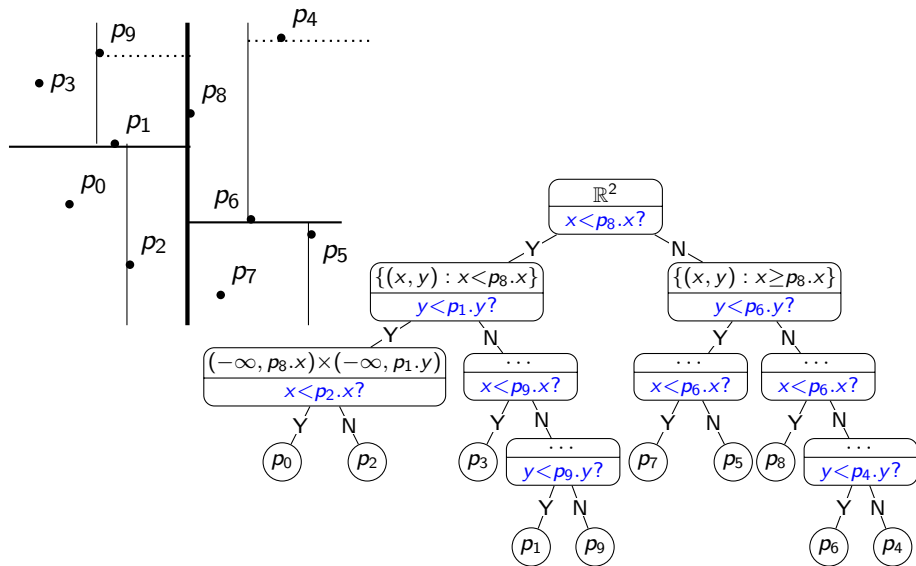 p₄
p₉
p₃
p₈
p₁
p₀
p₆
p₂
p₅
p₇
ℝ²
x<p₈.x?
Y
N
{(x, y) : x<p₈.x}
y<p₁.y?
{(x, y) : x≥p₈.x}
y<p₆.y?
Y
N
Y
N
(−∞, p₈.x)×(−∞, p₁.y)
x<p₂.x?
···
x<p₉.x?
···
x<p₆.x?
···
x<p₆.x?
Y
N
Y
N
Y
N
Y
N
p₀
p₂
p₃
···
y<p₉.y?
p₇
p₅
p₈
···
y<p₄.y?
Y
N
Y
N
p₁
p₉
p₆
p₄